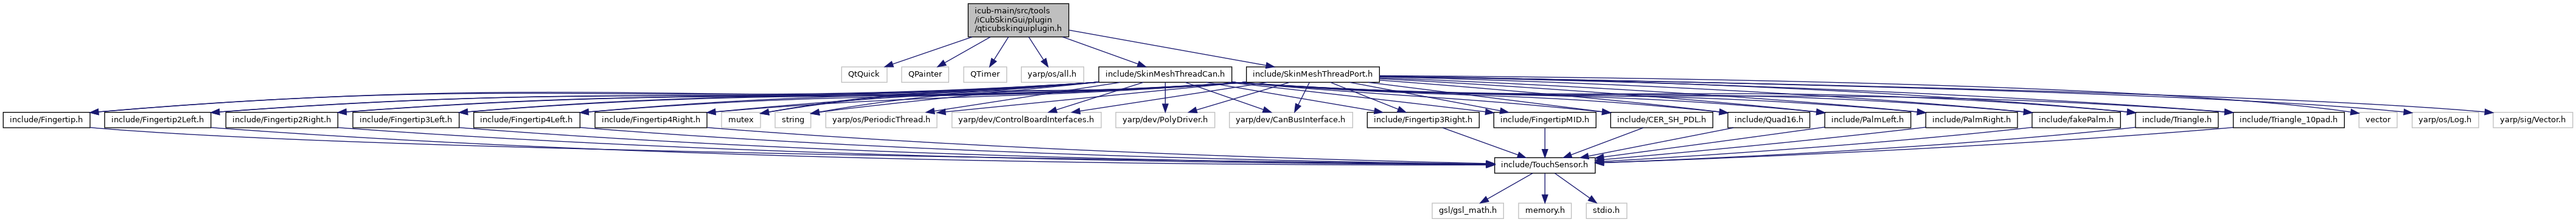 icub-main/src/tools
/iCubSkinGui/plugin
/qticubskinguiplugin.h
QtQuick
QPainter
QTimer
yarp/os/all.h
include/SkinMeshThreadCan.h
include/SkinMeshThreadPort.h
include/Fingertip.h
include/Fingertip2Left.h
include/Fingertip2Right.h
include/Fingertip3Left.h
include/Fingertip4Left.h
include/Fingertip4Right.h
mutex
string
yarp/os/PeriodicThread.h
yarp/dev/ControlBoardInterfaces.h
yarp/dev/PolyDriver.h
yarp/dev/CanBusInterface.h
include/Fingertip3Right.h
include/FingertipMID.h
include/CER_SH_PDL.h
include/Quad16.h
include/PalmLeft.h
include/PalmRight.h
include/fakePalm.h
include/Triangle.h
include/Triangle_10pad.h
vector
yarp/os/Log.h
yarp/sig/Vector.h
include/TouchSensor.h
gsl/gsl_math.h
memory.h
stdio.h